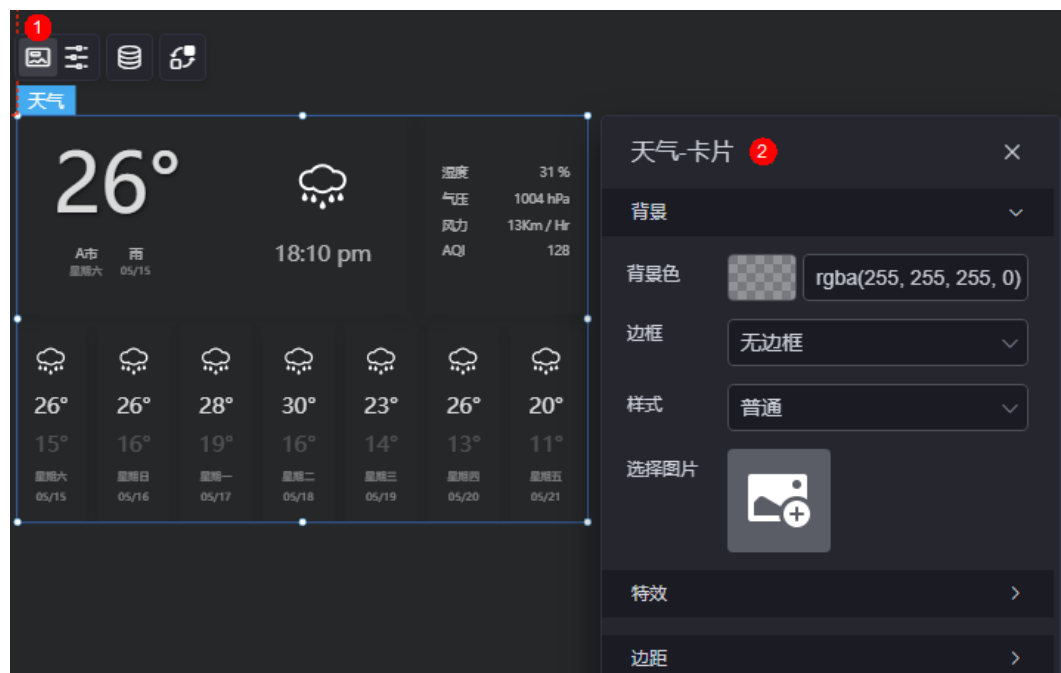 1
天气
26°
A市 雨
星期六 05/15
18:10 pm
湿度 31 %
气压 1004 hPa
风力 13Km / Hr
AQI 128
26° 26° 28° 30° 23° 26° 20°
15° 16° 19° 16° 14° 13° 11°
星期六 星期日 星期一 星期二 星期三 星期四 星期五
05/15 05/16 05/17 05/18 05/19 05/20 05/21
天气-卡片 2
背景
背景色 rgba(255, 255, 255, 0)
边框 无边框
样式 普通
选择图片
特效
边距